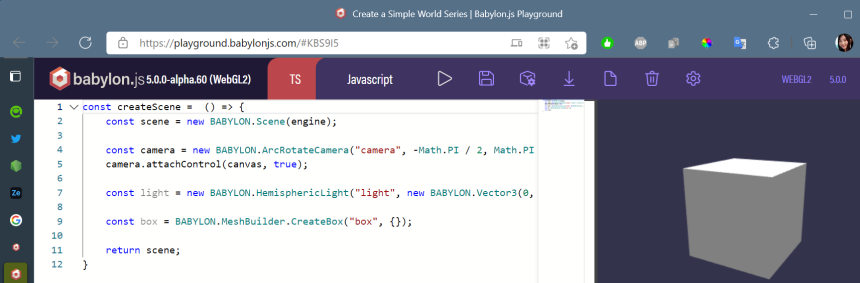 Create a Simple World Series | Babylon.js Playground
https://playground.babylonjs.com/#KBS9I5
ABP
babylon.js 5.0.0-alpha.60 (WebGL2) TS Javascript WEBGL2 5.0.0
Ze
1 const createScene = () => {
2 const scene = new BABYLON.Scene(engine);
3
4 const camera = new BABYLON.ArcRotateCamera("camera", -Math.PI / 2, Math.PI
5 camera.attachControl(canvas, true);
6
7 const light = new BABYLON.HemisphericLight("light", new BABYLON.Vector3(0,
8
9 const box = BABYLON.MeshBuilder.CreateBox("box", {});
10
11 return scene;
12 }